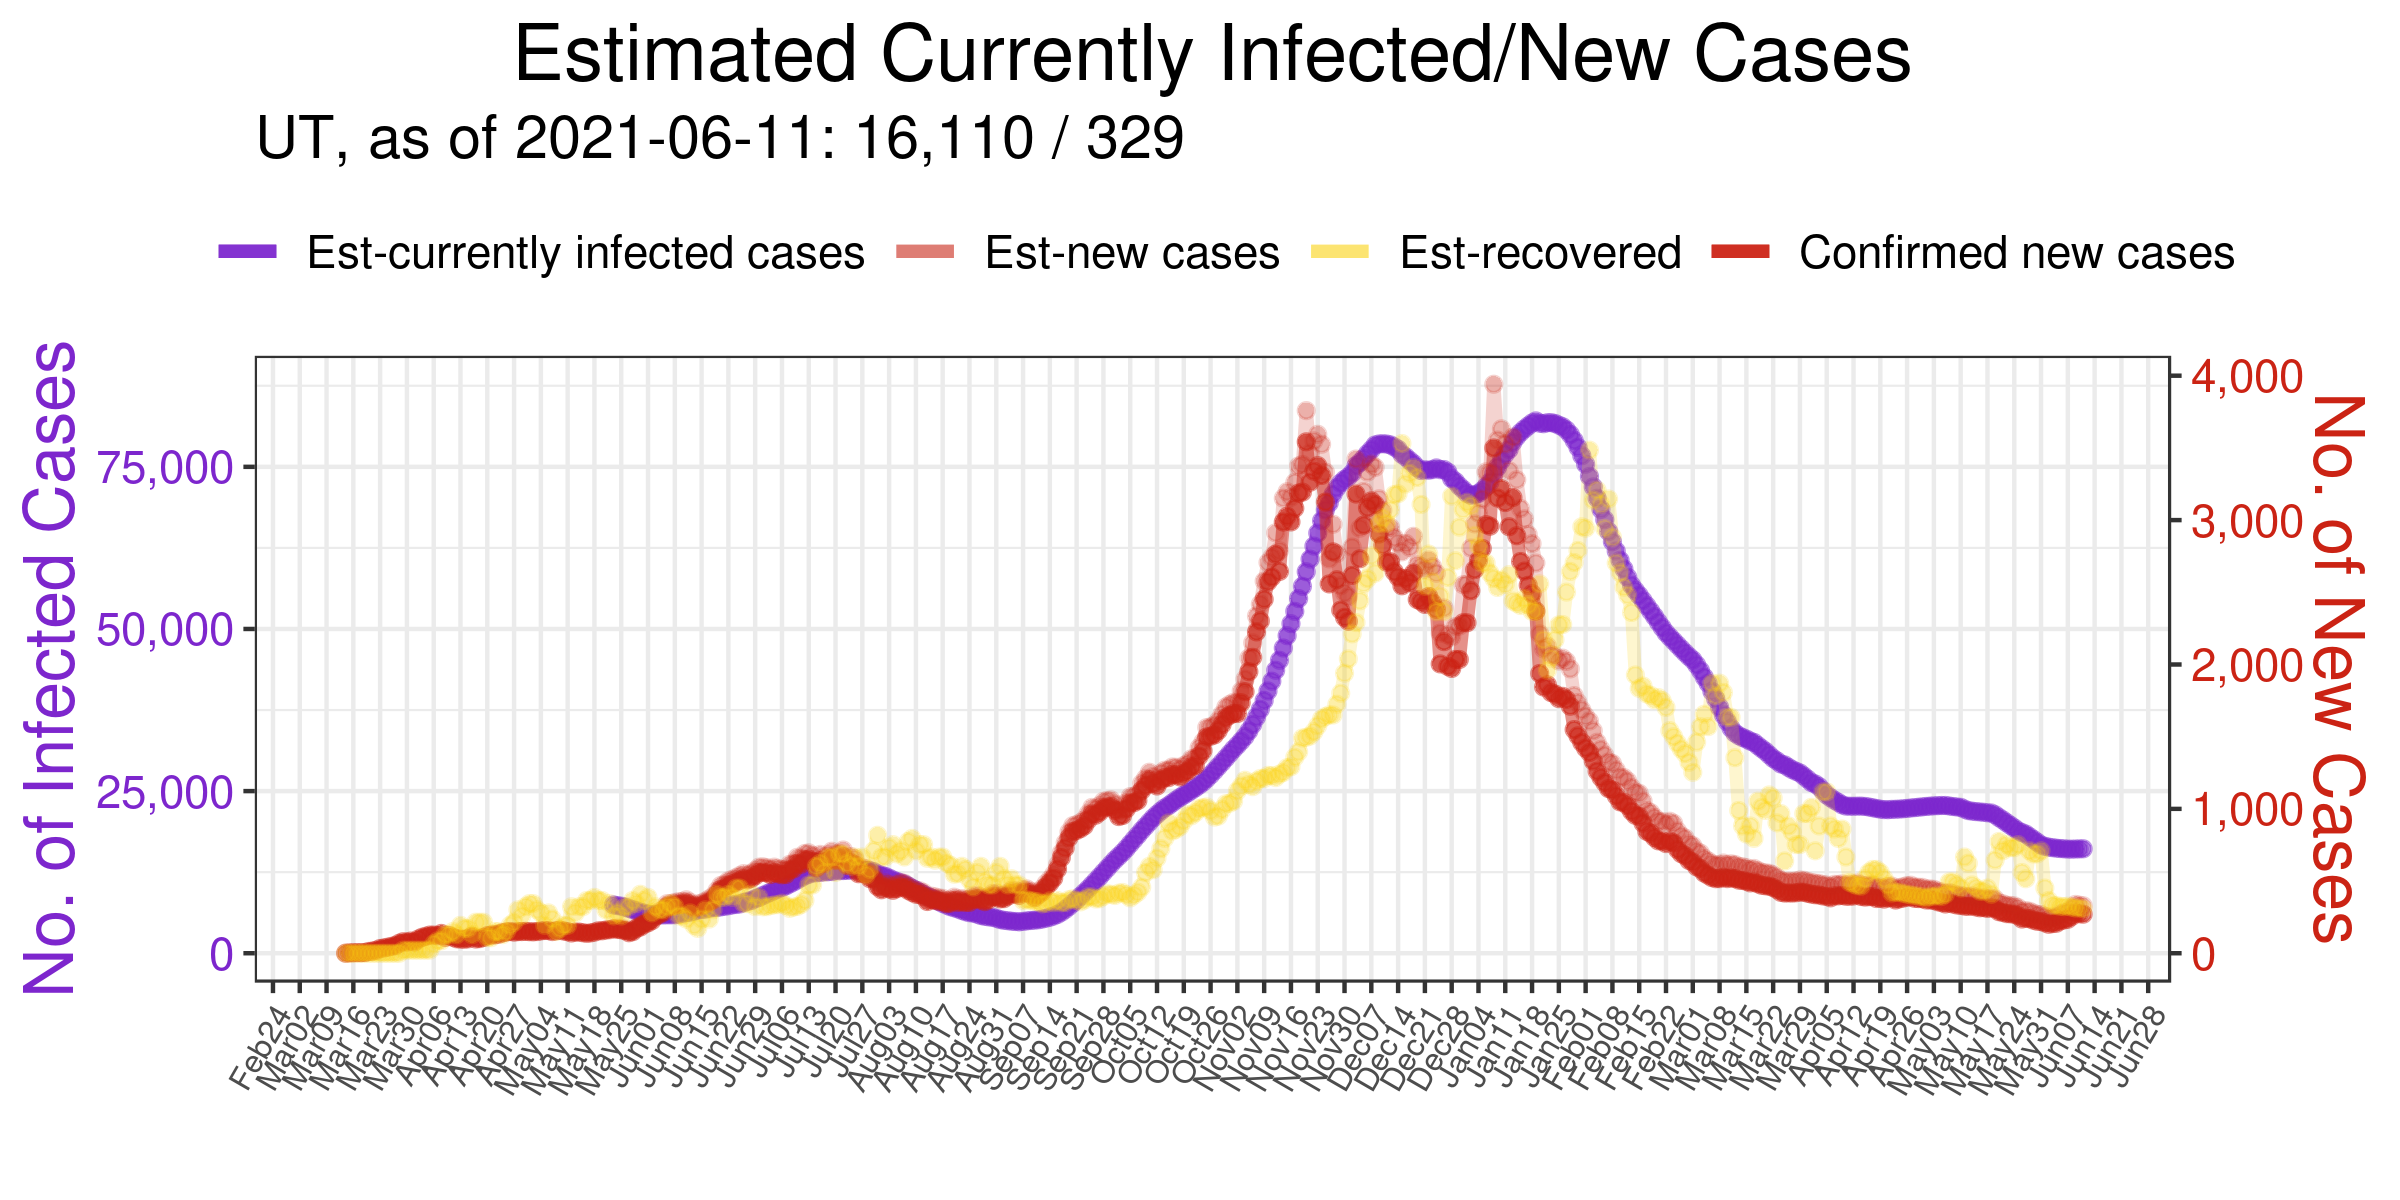 Estimated Currently Infected/New Cases
UT, as of 2021-06-11: 16,110 / 329
Est-currently infected cases Est-new cases Est-recovered Confirmed new cases
No. of Infected Cases
75,000
50,000
25,000
0
4,000
3,000
2,000
1,000
0
No. of New Cases
Feb24
Mar02
Mar09
Mar16
Mar23
Mar30
Apr06
Apr13
Apr20
Apr27
May04
May11
May18
May25
Jun01
Jun08
Jun15
Jun22
Jun29
Jul06
Jul13
Jul20
Jul27
Aug03
Aug10
Aug17
Aug24
Aug31
Sep07
Sep14
Sep21
Sep28
Oct05
Oct12
Oct19
Oct26
Nov02
Nov09
Nov16
Nov23
Nov30
Dec07
Dec14
Dec21
Dec28
Jan04
Jan11
Jan18
Jan25
Feb01
Feb08
Feb15
Feb22
Mar01
Mar08
Mar15
Mar22
Mar29
Apr05
Apr12
Apr19
Apr26
May03
May10
May17
May24
May31
Jun07
Jun14
Jun21
Jun28